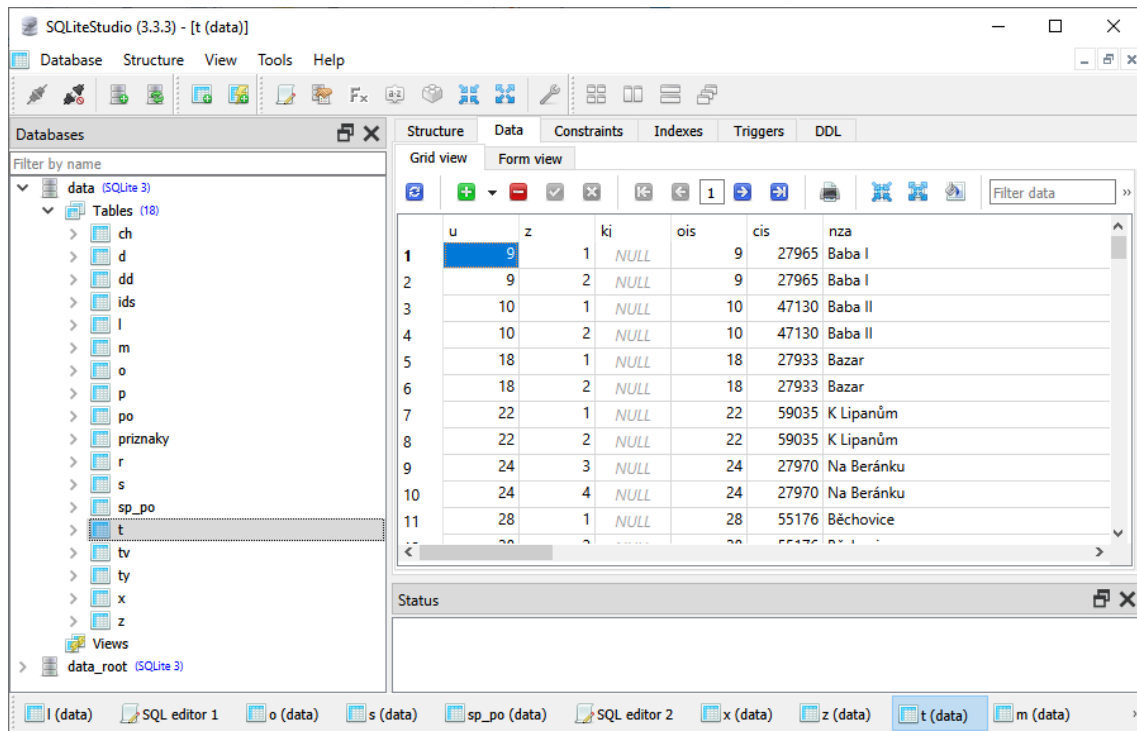 SQLiteStudio (3.3.3) - [t (data)]
Database Structure View Tools Help
Databases
Filter by name
data (SQLite 3)
Tables (18)
ch
d
dd
ids
l
m
o
p
po
priznaky
r
s
sp_po
t
tv
ty
x
z
Views
data_root (SQLite 3)
Structure Data Constraints Indexes Triggers DDL
Grid view Form view
1 Filter data »
u z kj ois cis nza
1 9 1 NULL 9 27965 Baba I
2 9 2 NULL 9 27965 Baba I
3 10 1 NULL 10 47130 Baba II
4 10 2 NULL 10 47130 Baba II
5 18 1 NULL 18 27933 Bazar
6 18 2 NULL 18 27933 Bazar
7 22 1 NULL 22 59035 K Lipanům
8 22 2 NULL 22 59035 K Lipanům
9 24 3 NULL 24 27970 Na Beránku
10 24 4 NULL 24 27970 Na Beránku
11 28 1 NULL 28 55176 Běchovice
Status
l (data) SQL editor 1 o (data) s (data) sp_po (data) SQL editor 2 x (data) z (data) t (data) m (data)